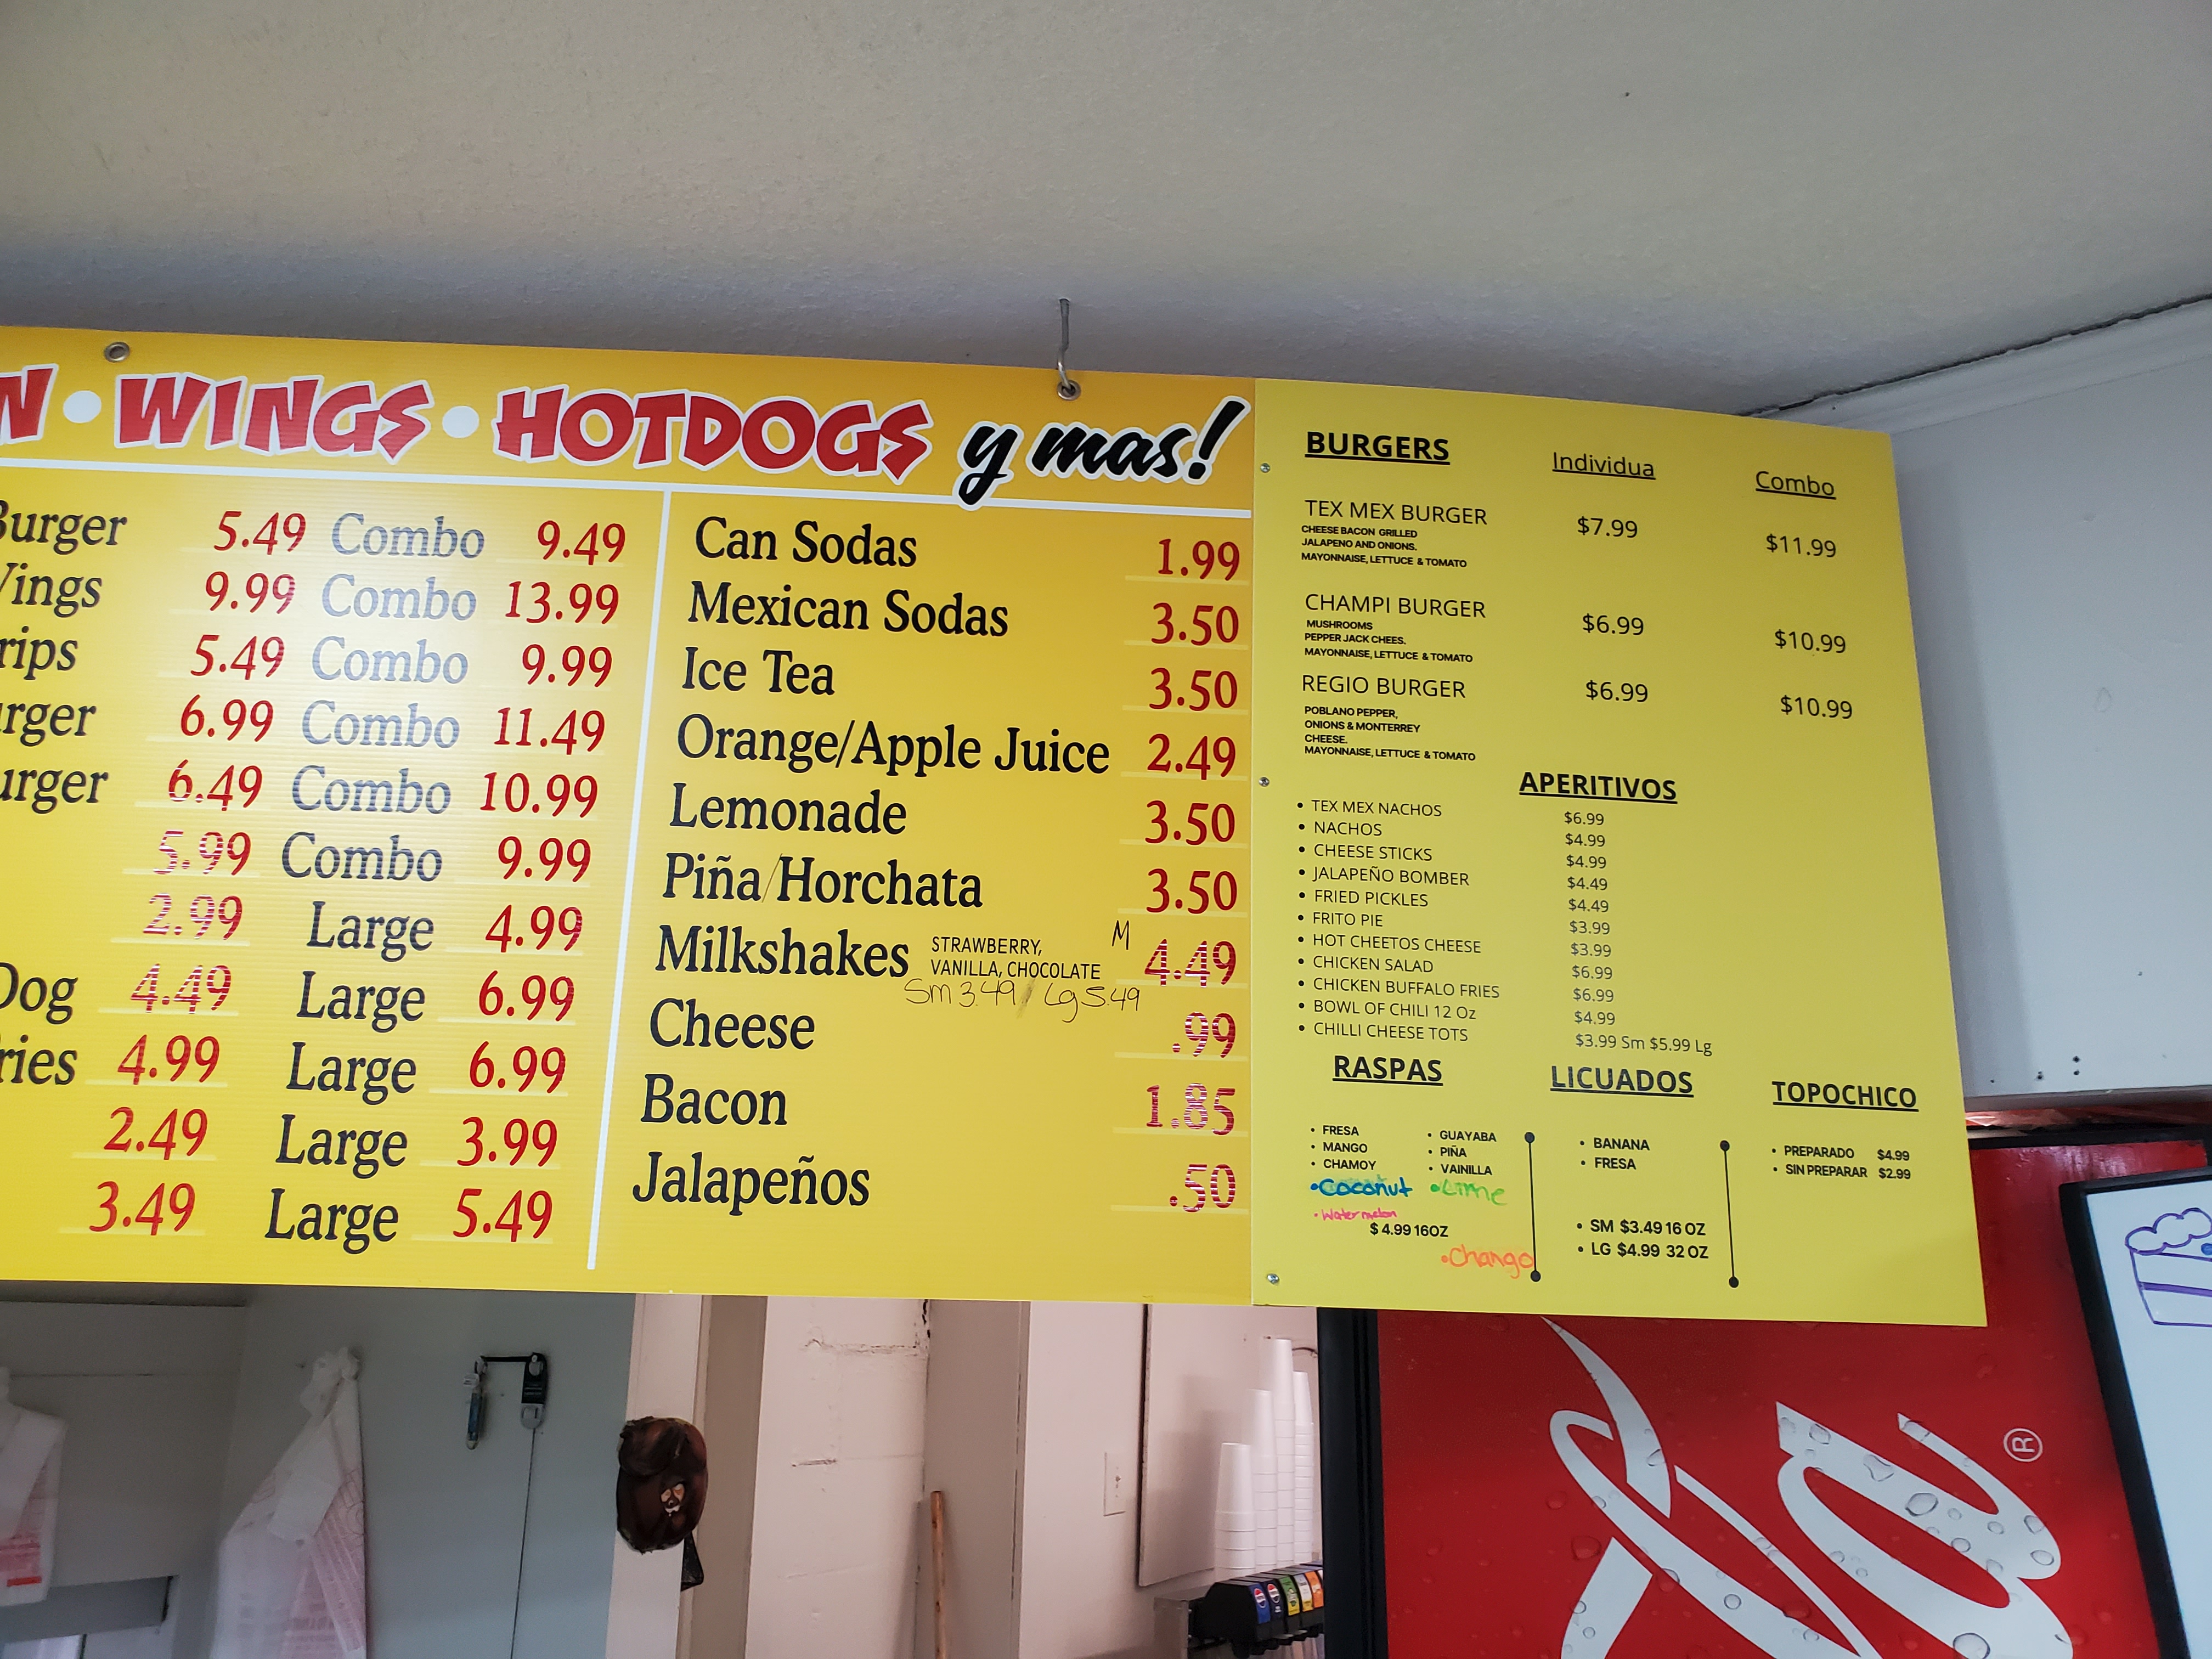 WINGS • HOTDOGS y mas!
Burger 5.49 Combo 9.49
9.99 Combo 13.99
5.49 Combo 9.99
6.99 Combo 11.49
6.49 Combo 10.99
5.99 Combo 9.99
2.99 Large 4.99
Dog 4.49 Large 6.99
4.99 Large 6.99
2.49 Large 3.99
3.49 Large 5.49
Can Sodas 1.99
Mexican Sodas 3.50
Ice Tea 3.50
Orange/Apple Juice 2.49
Lemonade 3.50
Piña/Horchata 3.50
Milkshakes STRAWBERRY, M 4.49
VANILLA, CHOCOLATE
Sm 3.49 / Lg 5.49
Cheese .99
Bacon 1.85
Jalapeños .50
BURGERS Individua Combo
TEX MEX BURGER $7.99 $11.99
CHEESE BACON GRILLED
JALAPENO AND ONIONS.
MAYONNAISE, LETTUCE & TOMATO
CHAMPI BURGER $6.99 $10.99
MUSHROOMS
PEPPER JACK CHEES.
MAYONNAISE, LETTUCE & TOMATO
REGIO BURGER $6.99 $10.99
POBLANO PEPPER,
ONIONS & MONTERREY
CHEESE.
MAYONNAISE, LETTUCE & TOMATO
APERITIVOS
• TEX MEX NACHOS $6.99
• NACHOS $4.99
• CHEESE STICKS $4.99
• JALAPEÑO BOMBER $4.49
• FRIED PICKLES $4.49
• FRITO PIE $3.99
• HOT CHEETOS CHEESE $3.99
• CHICKEN SALAD $6.99
• CHICKEN BUFFALO FRIES $6.99
• BOWL OF CHILI 12 Oz $4.99
• CHILLI CHEESE TOTS $3.99 Sm $5.99 Lg
RASPAS
• FRESA • GUAYABA
• MANGO • PIÑA
• CHAMOY • VAINILLA
• Coconut • Lime
• Watermelon
$ 4.99 16OZ
• Chango
LICUADOS
• BANANA
• FRESA
• SM $3.49 16 OZ
• LG $4.99 32 OZ
TOPOCHICO
• PREPARADO $4.99
• SIN PREPARAR $2.99
®